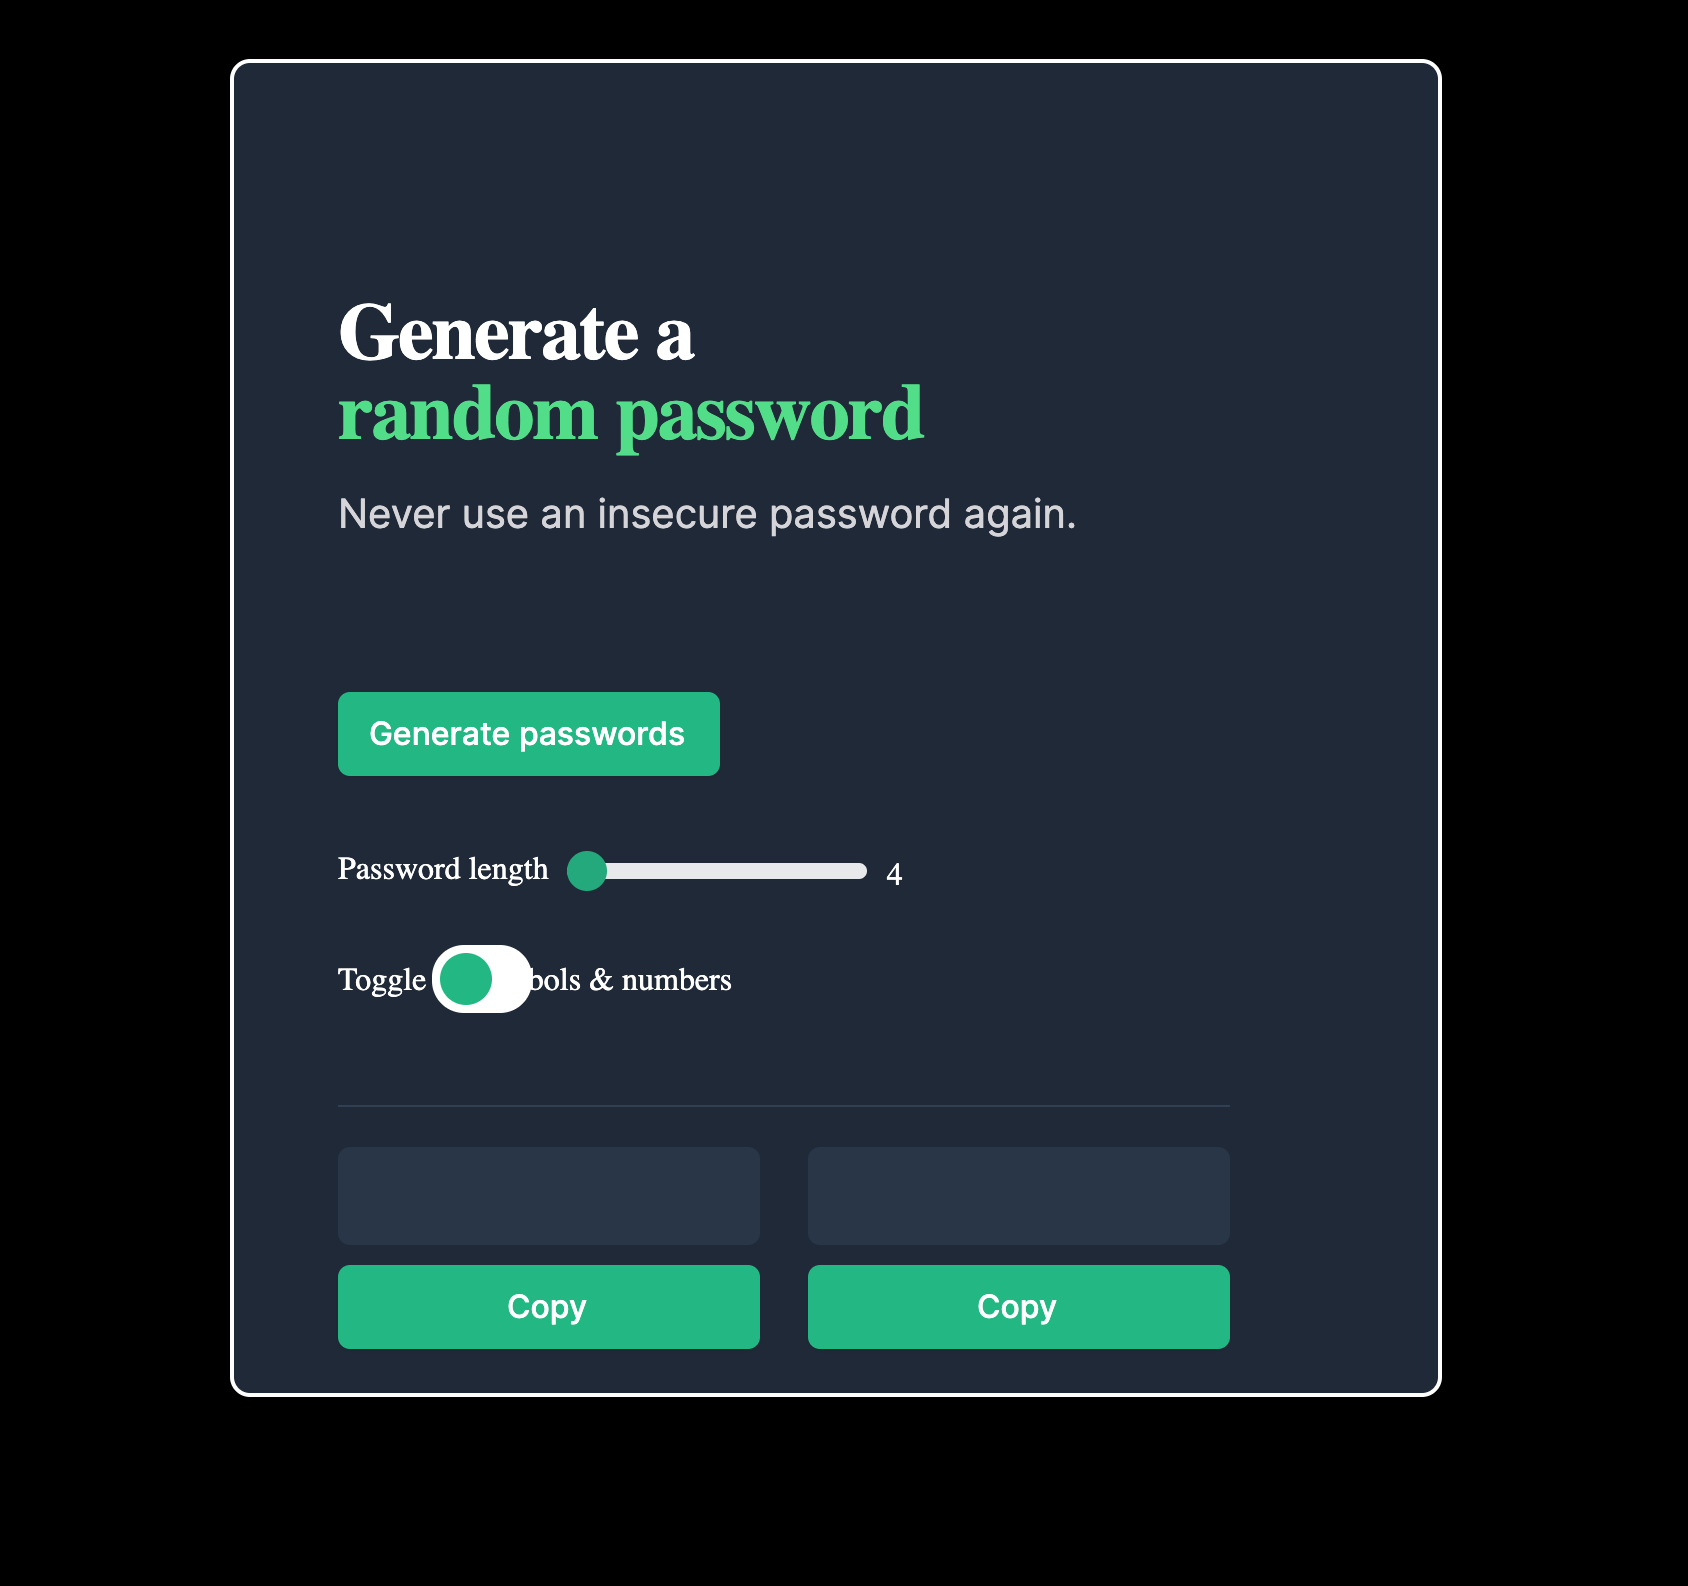 Generate a
random password
Never use an insecure password again.
Generate passwords
Password length 4
Toggle bols & numbers
Copy Copy